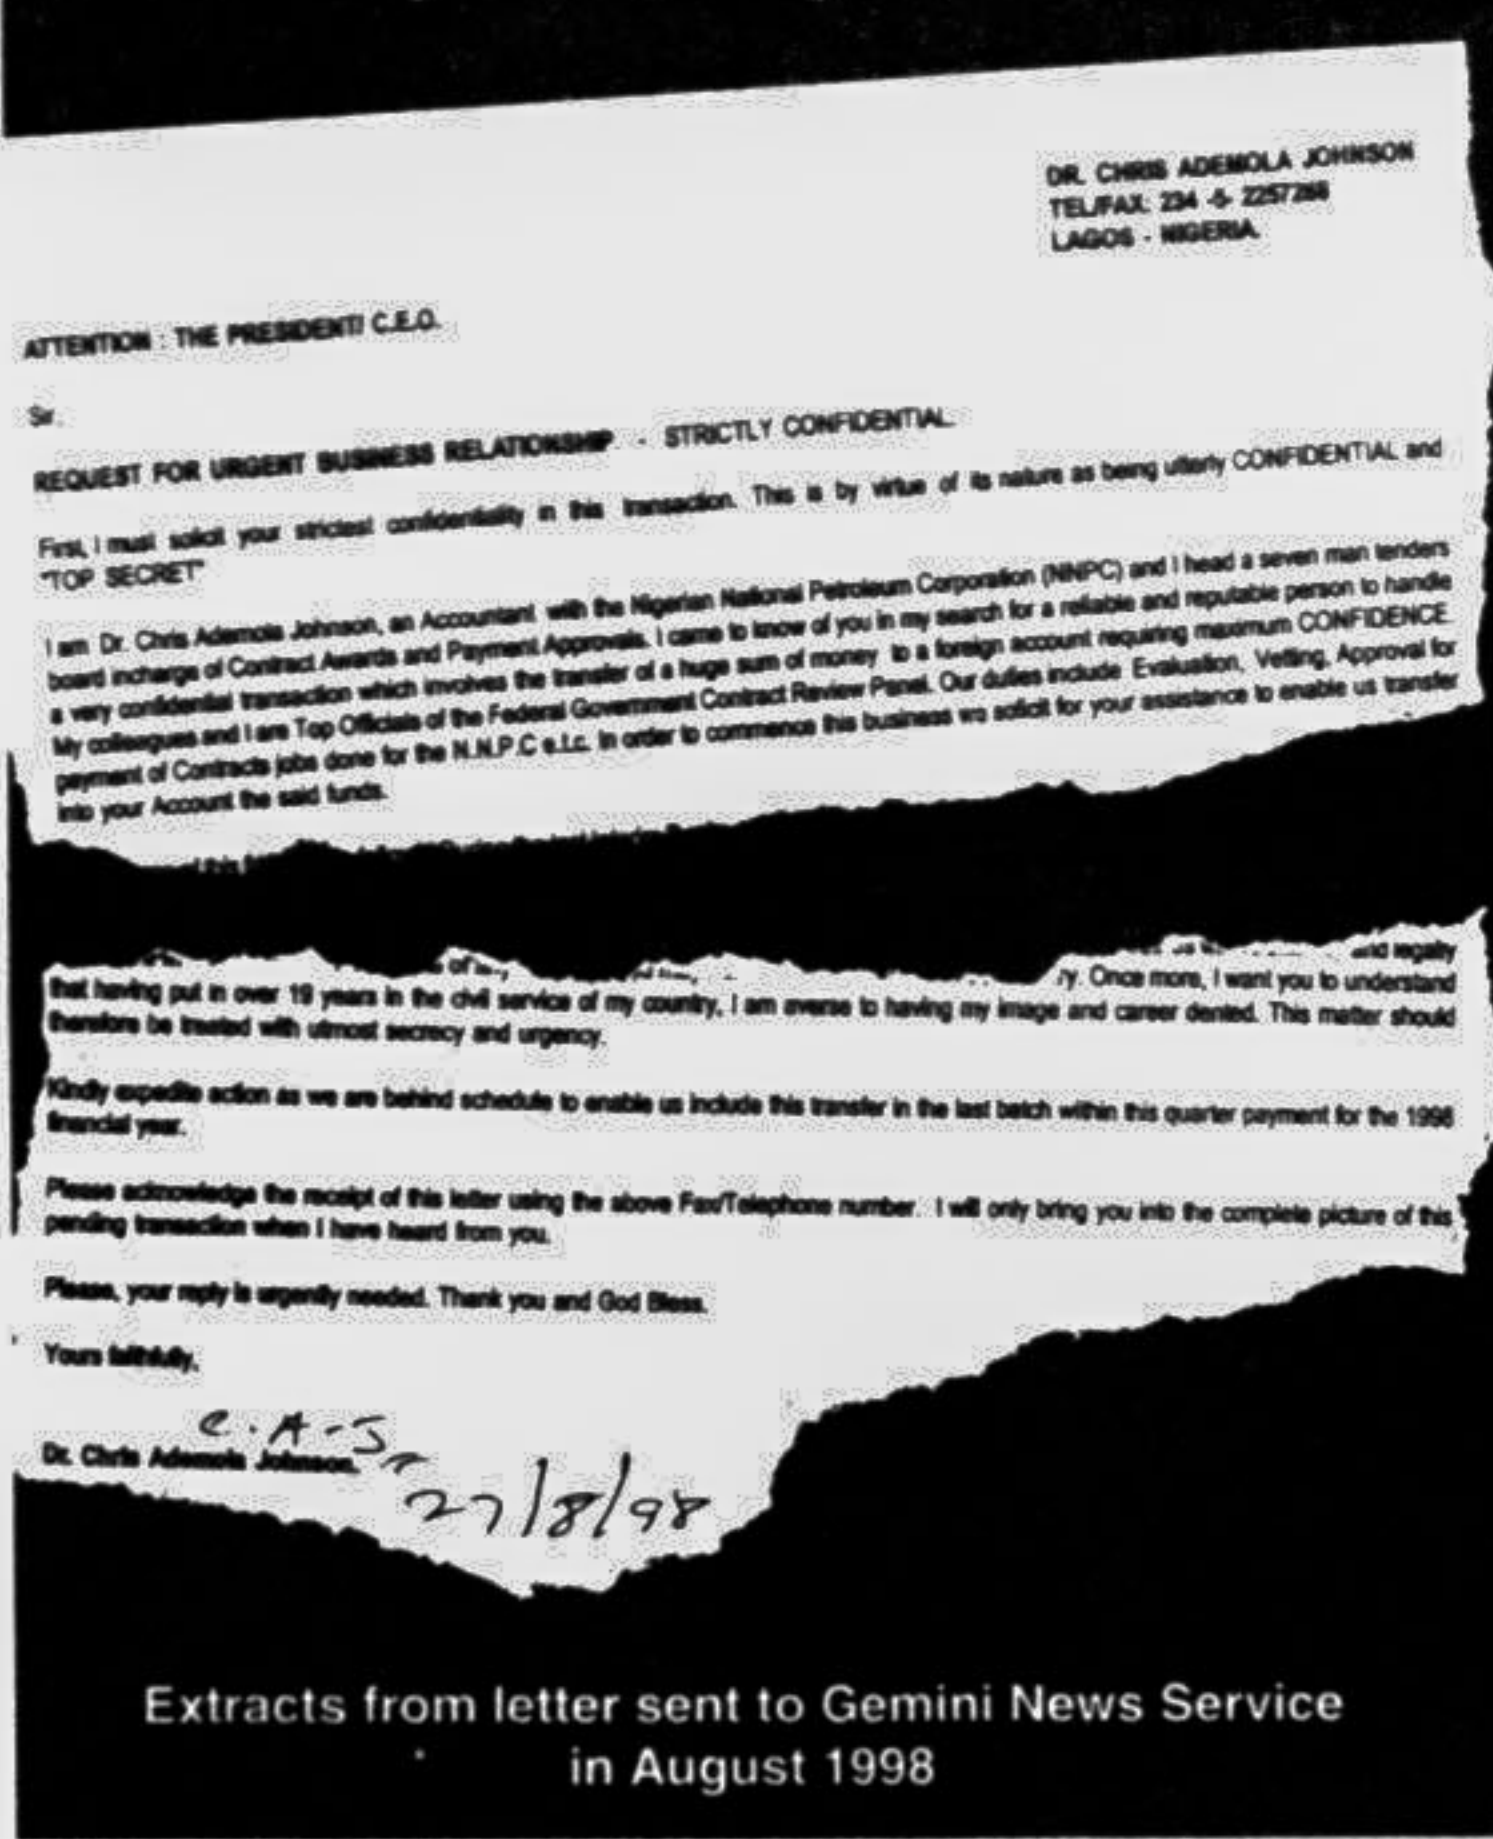 DR. CHRIS ADEMOLA JOHNSON
TEL/FAX: 234 -5- 2257266
LAGOS - NIGERIA.
ATTENTION : THE PRESIDENT/ C.E.O.
Sir,
REQUEST FOR URGENT BUSINESS RELATIONSHIP. - STRICTLY CONFIDENTIAL.
First, I must solicit your strictest confidentiality in this transaction. This is by virtue of its nature as being utterly CONFIDENTIAL and
"TOP SECRET"
I am Dr. Chris Ademola Johnson, an Accountant with the Nigerian National Petroleum Corporation (NNPC) and I head a seven man tenders
board incharge of Contract Awards and Payment Approvals. I came to know of you in my search for a reliable and reputable person to handle
a very confidential transaction which involves the transfer of a huge sum of money to a foreign account requiring maximum CONFIDENCE.
My colleagues and I are Top Officials of the Federal Government Contract Review Panel. Our duties include Evaluation, Vetting, Approval for
payment of Contracts jobs done for the N.N.P.C e.t.c. In order to commence this business we solicit for your assistance to enable us transfer
into your Account the said funds.
and legality
ry. Once more, I want you to understand
that having put in over 19 years in the civil service of my country, I am averse to having my image and career dented. This matter should
therefore be treated with utmost secrecy and urgency.
Kindly expedite action as we are behind schedule to enable us include this transfer in the last batch within this quarter payment for the 1998
financial year.
Please acknowledge the receipt of this letter using the above Fax/Telephone number. I will only bring you into the complete picture of this
pending transaction when I have heard from you.
Please, your reply is urgently needed. Thank you and God Bless.
Yours faithfully,
C.A-J
Dr. Chris Ademola Johnson.
27/8/98
Extracts from letter sent to Gemini News Service
in August 1998